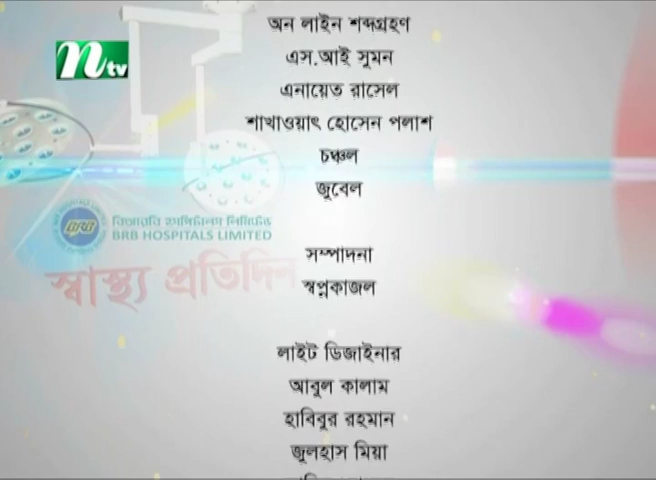 ntv
অন লাইন শব্দগ্রহণ
এস.আই সুমন
এনায়েত রাসেল
শাখাওয়াৎ হোসেন পলাশ
চঞ্চল
জুবেল
BRB
বিআরবি হসপিটালস লিমিটেড
BRB HOSPITALS LIMITED
স্বাস্থ্য প্রতিদিন
সম্পাদনা
স্বপ্নকাজল
লাইট ডিজাইনার
আবুল কালাম
হাবিবুর রহমান
জুলহাস মিয়া